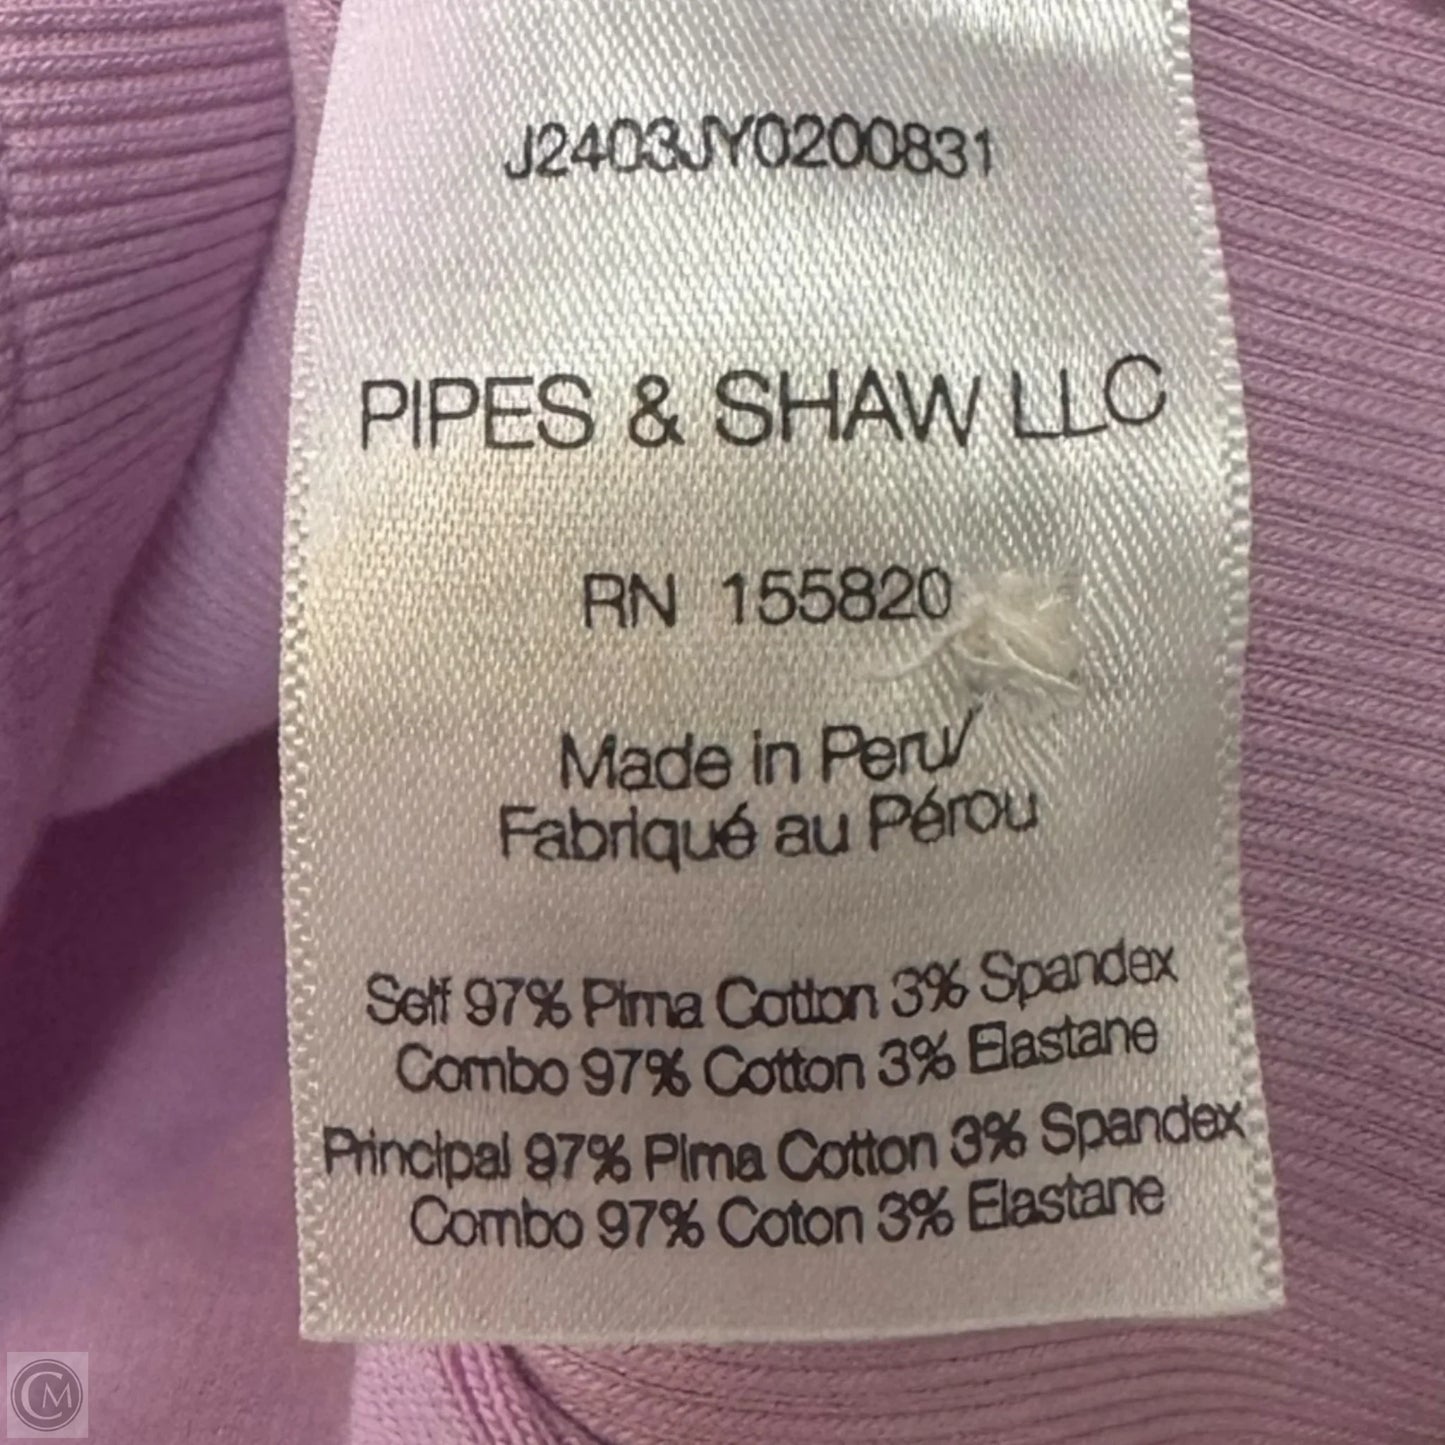 J2403JY0200831
PIPES & SHAW LLC
RN 155820
Made in Peru/
Fabriqué au Pérou
Self 97% Pima Cotton 3% Spandex
Combo 97% Cotton 3% Elastane
Principal 97% Pima Cotton 3% Spandex
Combo 97% Coton 3% Elastane
CM